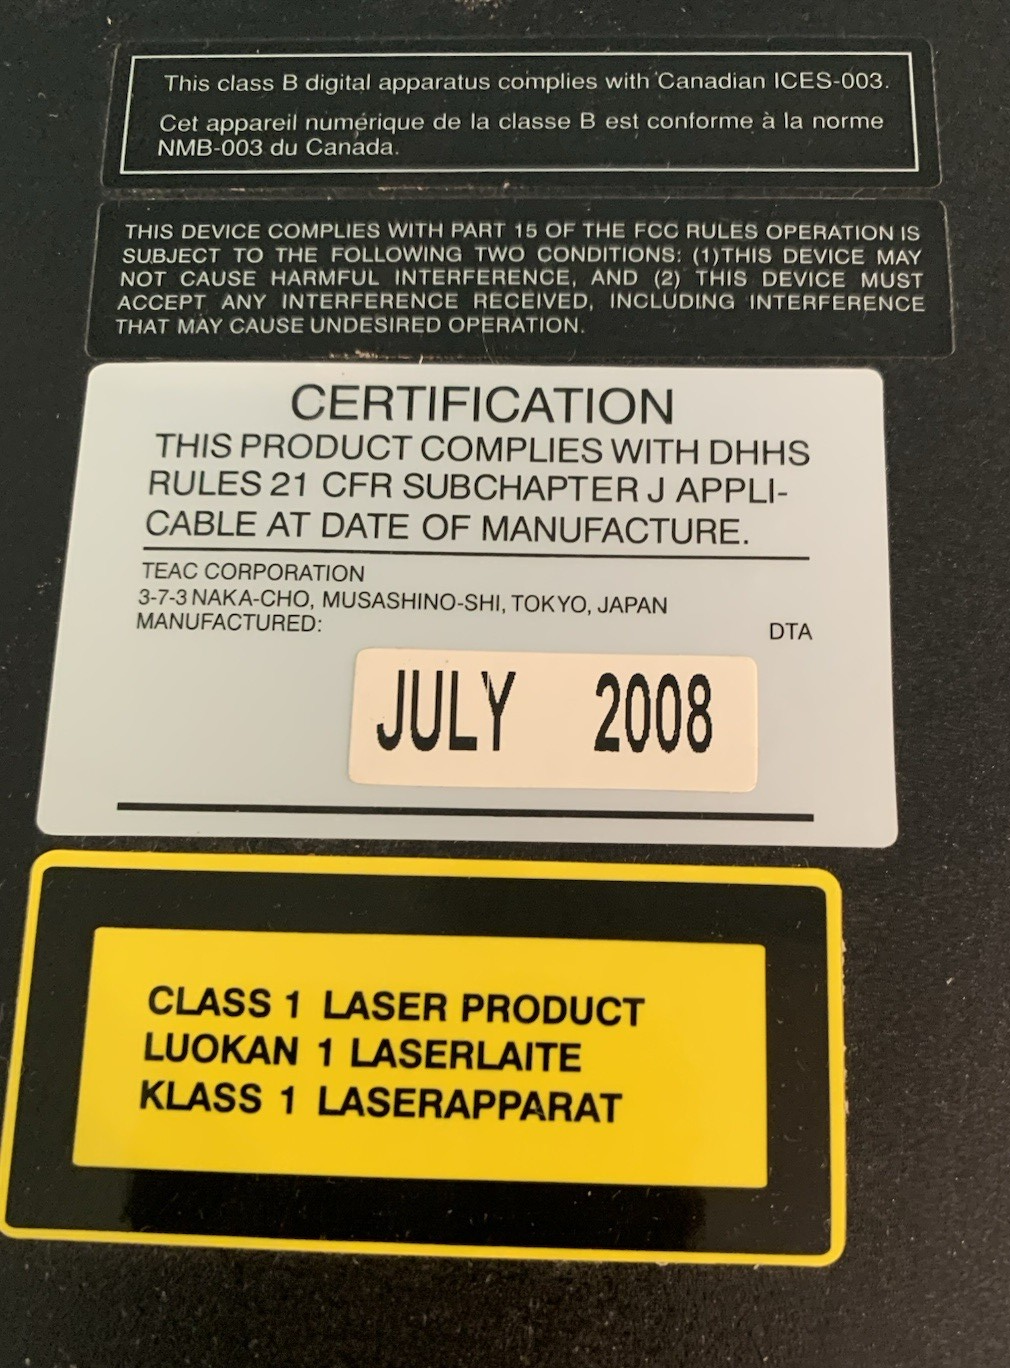 This class B digital apparatus complies with Canadian ICES-003.
Cet appareil numérique de la classe B est conforme à la norme
NMB-003 du Canada.
THIS DEVICE COMPLIES WITH PART 15 OF THE FCC RULES OPERATION IS
SUBJECT TO THE FOLLOWING TWO CONDITIONS: (1)THIS DEVICE MAY
NOT CAUSE HARMFUL INTERFERENCE, AND (2) THIS DEVICE MUST
ACCEPT ANY INTERFERENCE RECEIVED, INCLUDING INTERFERENCE
THAT MAY CAUSE UNDESIRED OPERATION.
CERTIFICATION
THIS PRODUCT COMPLIES WITH DHHS
RULES 21 CFR SUBCHAPTER J APPLI-
CABLE AT DATE OF MANUFACTURE.
TEAC CORPORATION
3-7-3 NAKA-CHO, MUSASHINO-SHI, TOKYO, JAPAN
MANUFACTURED:
DTA
JULY 2008
CLASS 1 LASER PRODUCT
LUOKAN 1 LASERLAITE
KLASS 1 LASERAPPARAT